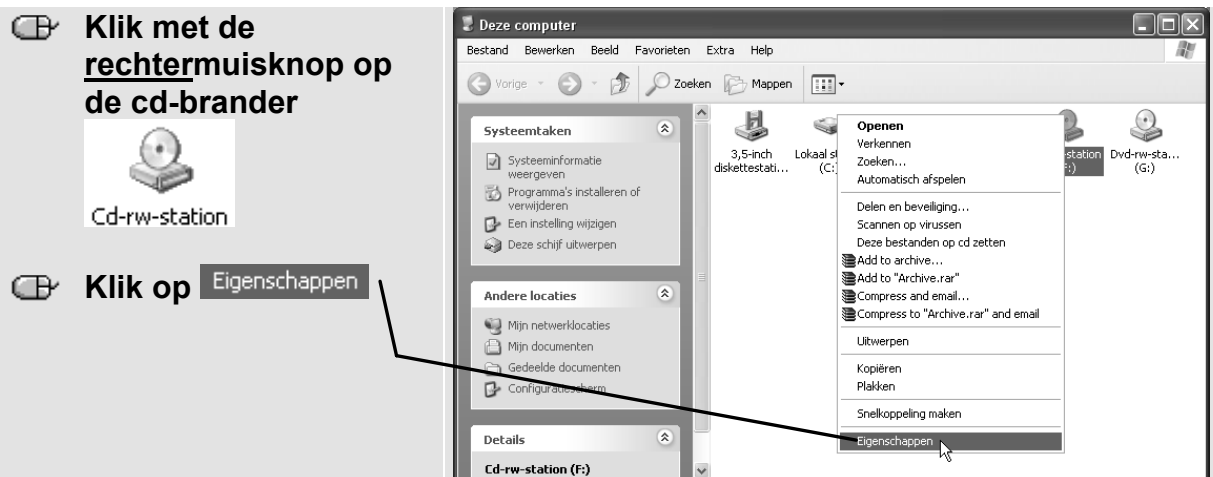 Klik met de
rechtermuisknop op
de cd-brander
Cd-rw-station
Klik op Eigenschappen
Deze computer
Bestand Bewerken Beeld Favorieten Extra Help
Vorige Zoeken Mappen
Systeemtaken
Systeeminformatie
weergeven
Programma's installeren of
verwijderen
Een instelling wijzigen
Deze schijf uitwerpen
Andere locaties
Mijn netwerklocaties
Mijn documenten
Gedeelde documenten
Configuratiescherm
Details
Cd-rw-station (F:)
3,5-inch
diskettestati...
Lokaal st
(C:
-station
F:)
Dvd-rw-sta...
(G:)
Openen
Verkennen
Zoeken...
Automatisch afspelen
Delen en beveiliging...
Scannen op virussen
Deze bestanden op cd zetten
Add to archive...
Add to "Archive.rar"
Compress and email...
Compress to "Archive.rar" and email
Uitwerpen
Kopiëren
Plakken
Snelkoppeling maken
Eigenschappen